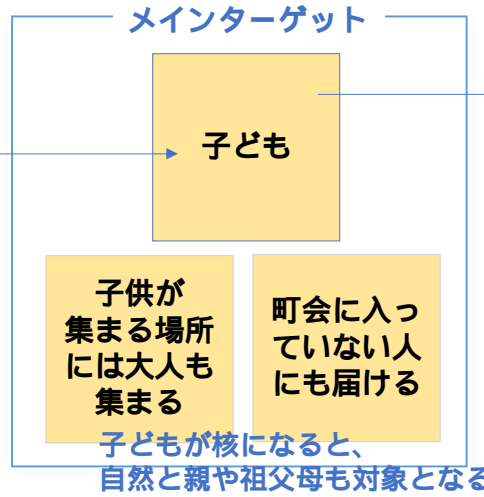 メインターゲット
子ども
子供が
集まる場所
には大人も
集まる
町会に入っ
ていない人
にも届ける
子どもが核になると、
自然と親や祖父母も対象となる